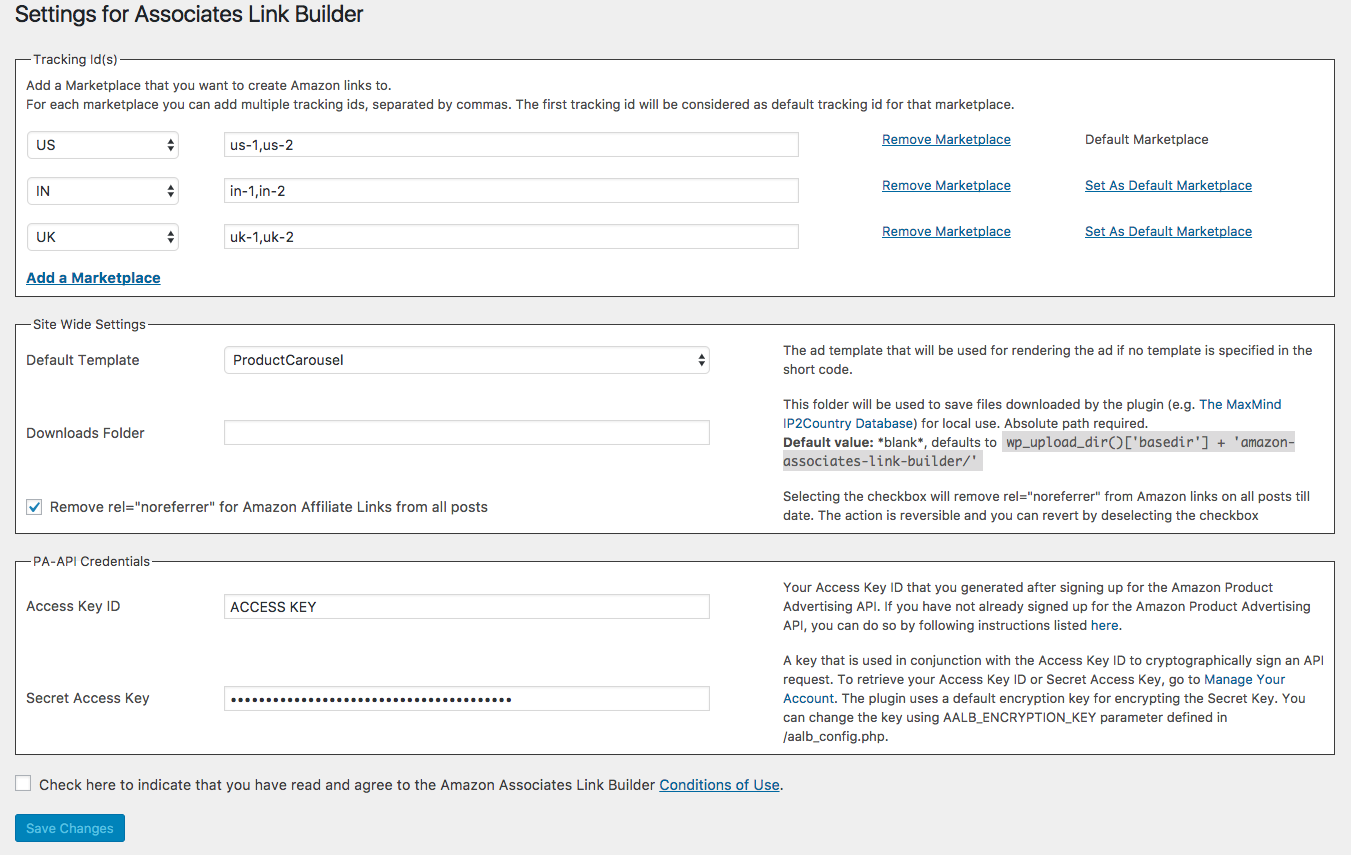 Settings for Associates Link Builder
Tracking Id(s)
Add a Marketplace that you want to create Amazon links to.
For each marketplace you can add multiple tracking ids, separated by commas. The first tracking id will be considered as default tracking id for that marketplace.
US us-1,us-2 Remove Marketplace Default Marketplace
IN in-1,in-2 Remove Marketplace Set As Default Marketplace
UK uk-1,uk-2 Remove Marketplace Set As Default Marketplace
Add a Marketplace
Site Wide Settings
Default Template ProductCarousel
The ad template that will be used for rendering the ad if no template is specified in the
short code.
Downloads Folder
This folder will be used to save files downloaded by the plugin (e.g. The MaxMind
IP2Country Database) for local use. Absolute path required.
Default value: *blank*, defaults to wp_upload_dir()['basedir'] + 'amazon-
associates-link-builder/'
Remove rel="noreferrer" for Amazon Affiliate Links from all posts
Selecting the checkbox will remove rel="noreferrer" from Amazon links on all posts till
date. The action is reversible and you can revert by deselecting the checkbox
PA-API Credentials
Access Key ID ACCESS KEY
Your Access Key ID that you generated after signing up for the Amazon Product
Advertising API. If you have not already signed up for the Amazon Product Advertising
API, you can do so by following instructions listed here.
Secret Access Key ••••••••••••••••••••••••••••••••••••••••
A key that is used in conjunction with the Access Key ID to cryptographically sign an API
request. To retrieve your Access Key ID or Secret Access Key, go to Manage Your
Account. The plugin uses a default encryption key for encrypting the Secret Key. You
can change the key using AALB_ENCRYPTION_KEY parameter defined in
/aalb_config.php.
Check here to indicate that you have read and agree to the Amazon Associates Link Builder Conditions of Use.
Save Changes